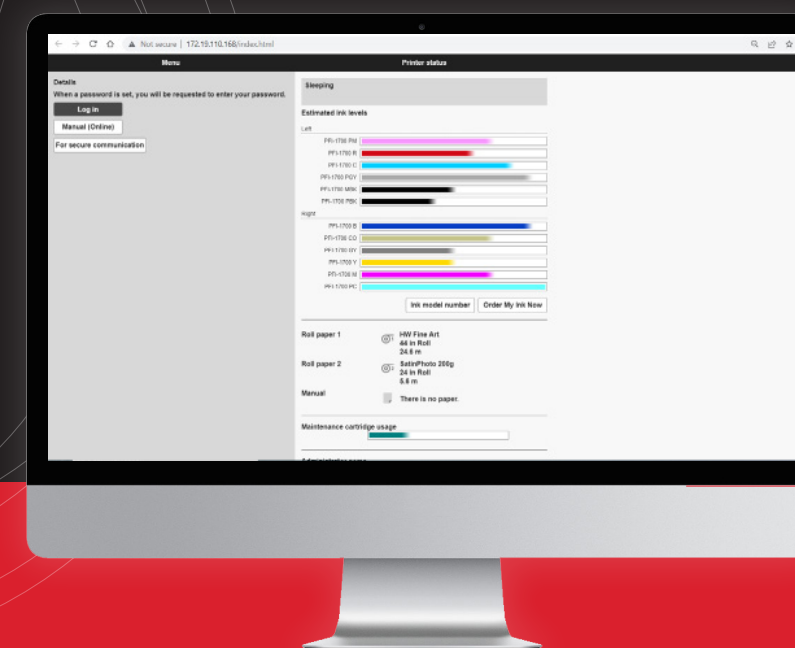 Not secure | 172.19.110.168/index.html
Menu
Printer status
Details
When a password is set, you will be requested to enter your password.
Log in
Manual (Online)
For secure communication
Sleeping
Estimated ink levels
Left
PFI-1700 PM
PFI-1700 R
PFI-1700 C
PFI-1700 PGY
PFI-1700 MBK
PFI-1700 PBK
Right
PFI-1700 B
PFI-1700 CO
PFI-1700 GY
PFI-1700 Y
PFI-1700 M
PFI-1700 PC
Ink model number
Order My Ink Now
Roll paper 1
HW Fine Art
44 in Roll
24.6 m
Roll paper 2
SatinPhoto 200g
24 in Roll
5.6 m
Manual
There is no paper.
Maintenance cartridge usage